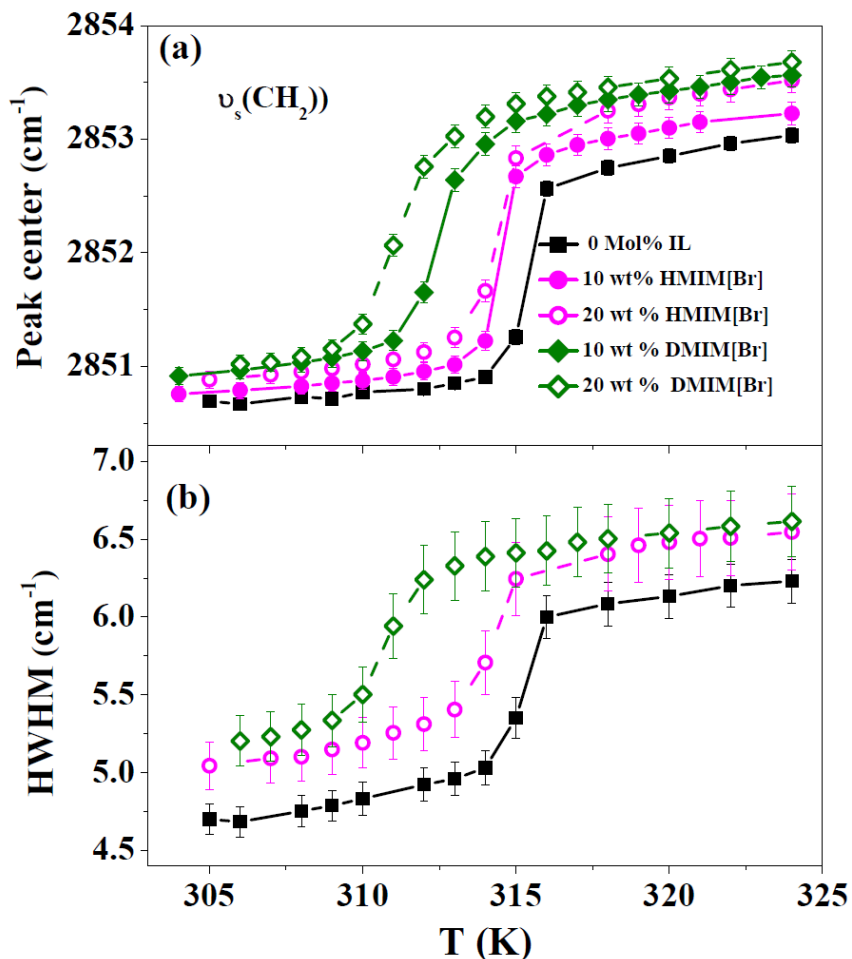 2854
(a)
υs(CH2))
2853
Peak center (cm-1)
2852
0 Mol% IL
10 wt% HMIM[Br]
20 wt % HMIM[Br]
10 wt % DMIM[Br]
20 wt %  DMIM[Br]
2851
7.0
(b)
6.5
HWHM (cm-1)
6.0
5.5
5.0
4.5
305 310 315 320 325
T (K)